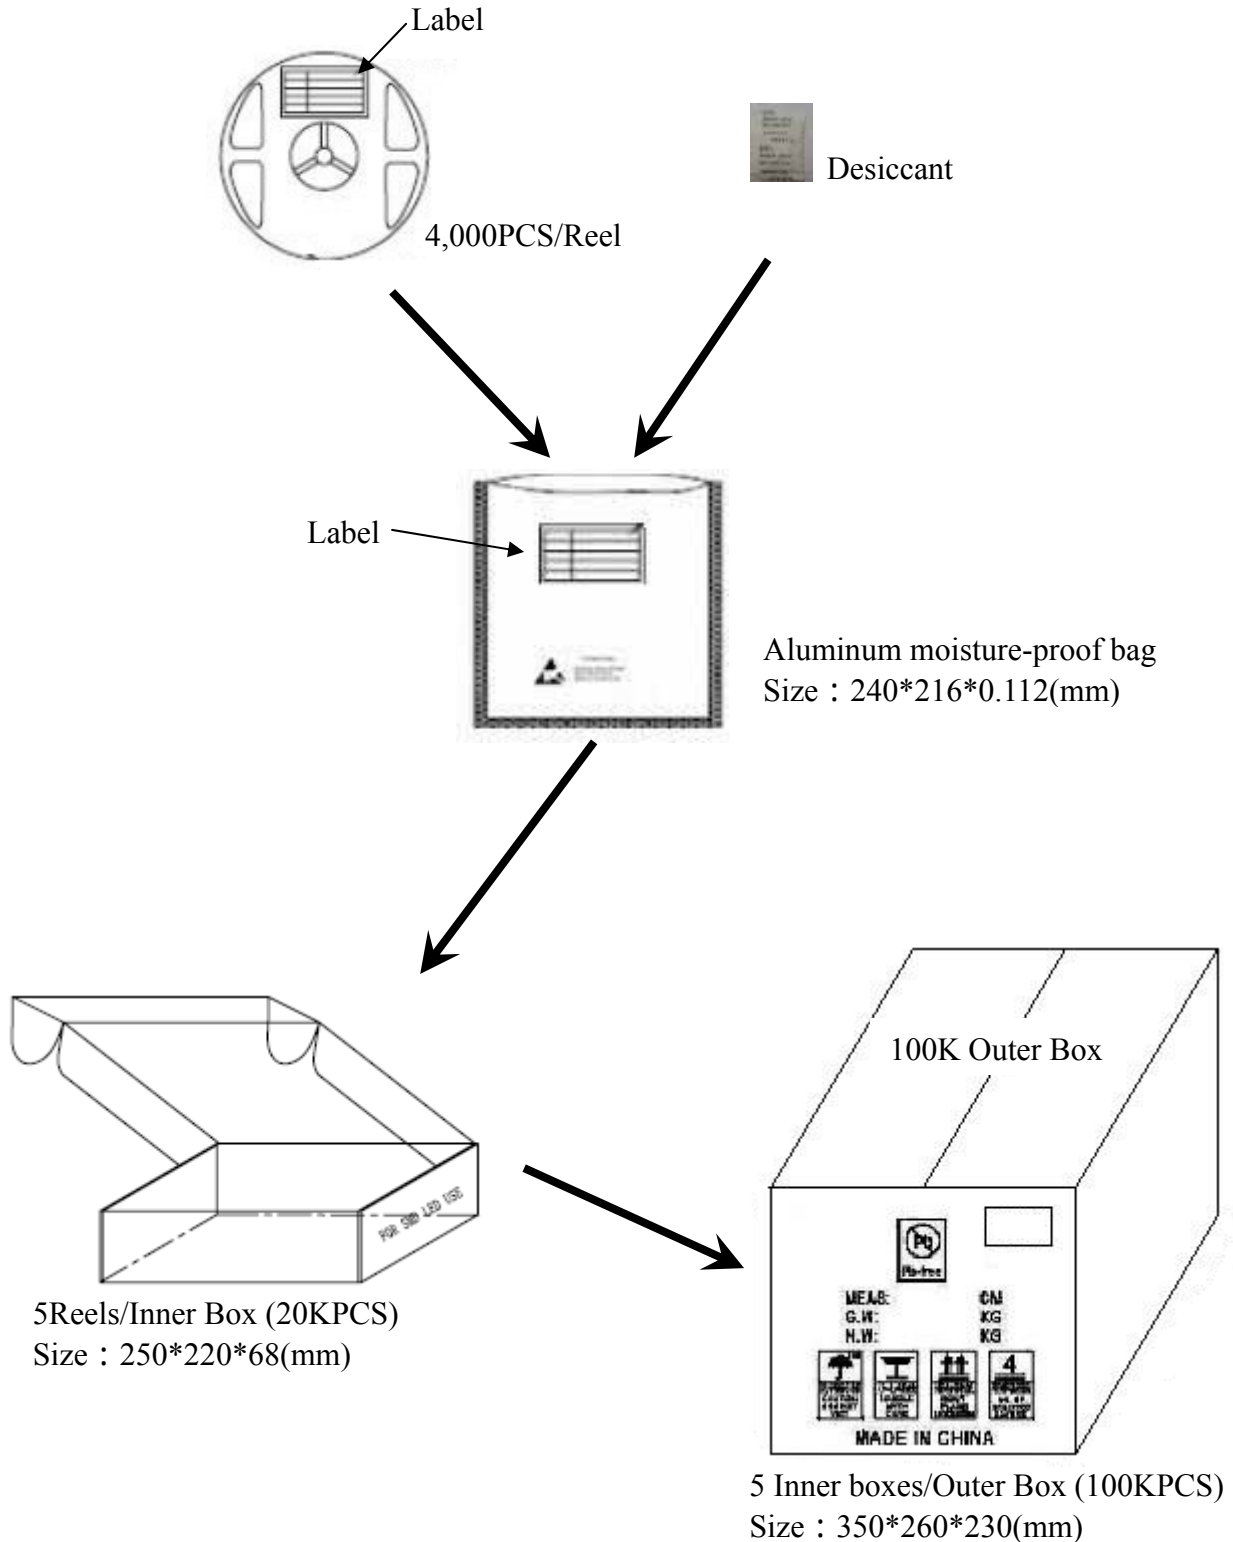 Label
4,000PCS/Reel
Desiccant
Label
Aluminum moisture-proof bag
Size：240*216*0.112(mm)
FOR SMD LED USE
5Reels/Inner Box (20KPCS)
Size：250*220*68(mm)
100K Outer Box
Pb
Pb-free
MEAS: CM
G.W: KG
N.W: KG
4
MADE IN CHINA
5 Inner boxes/Outer Box (100KPCS)
Size：350*260*230(mm)